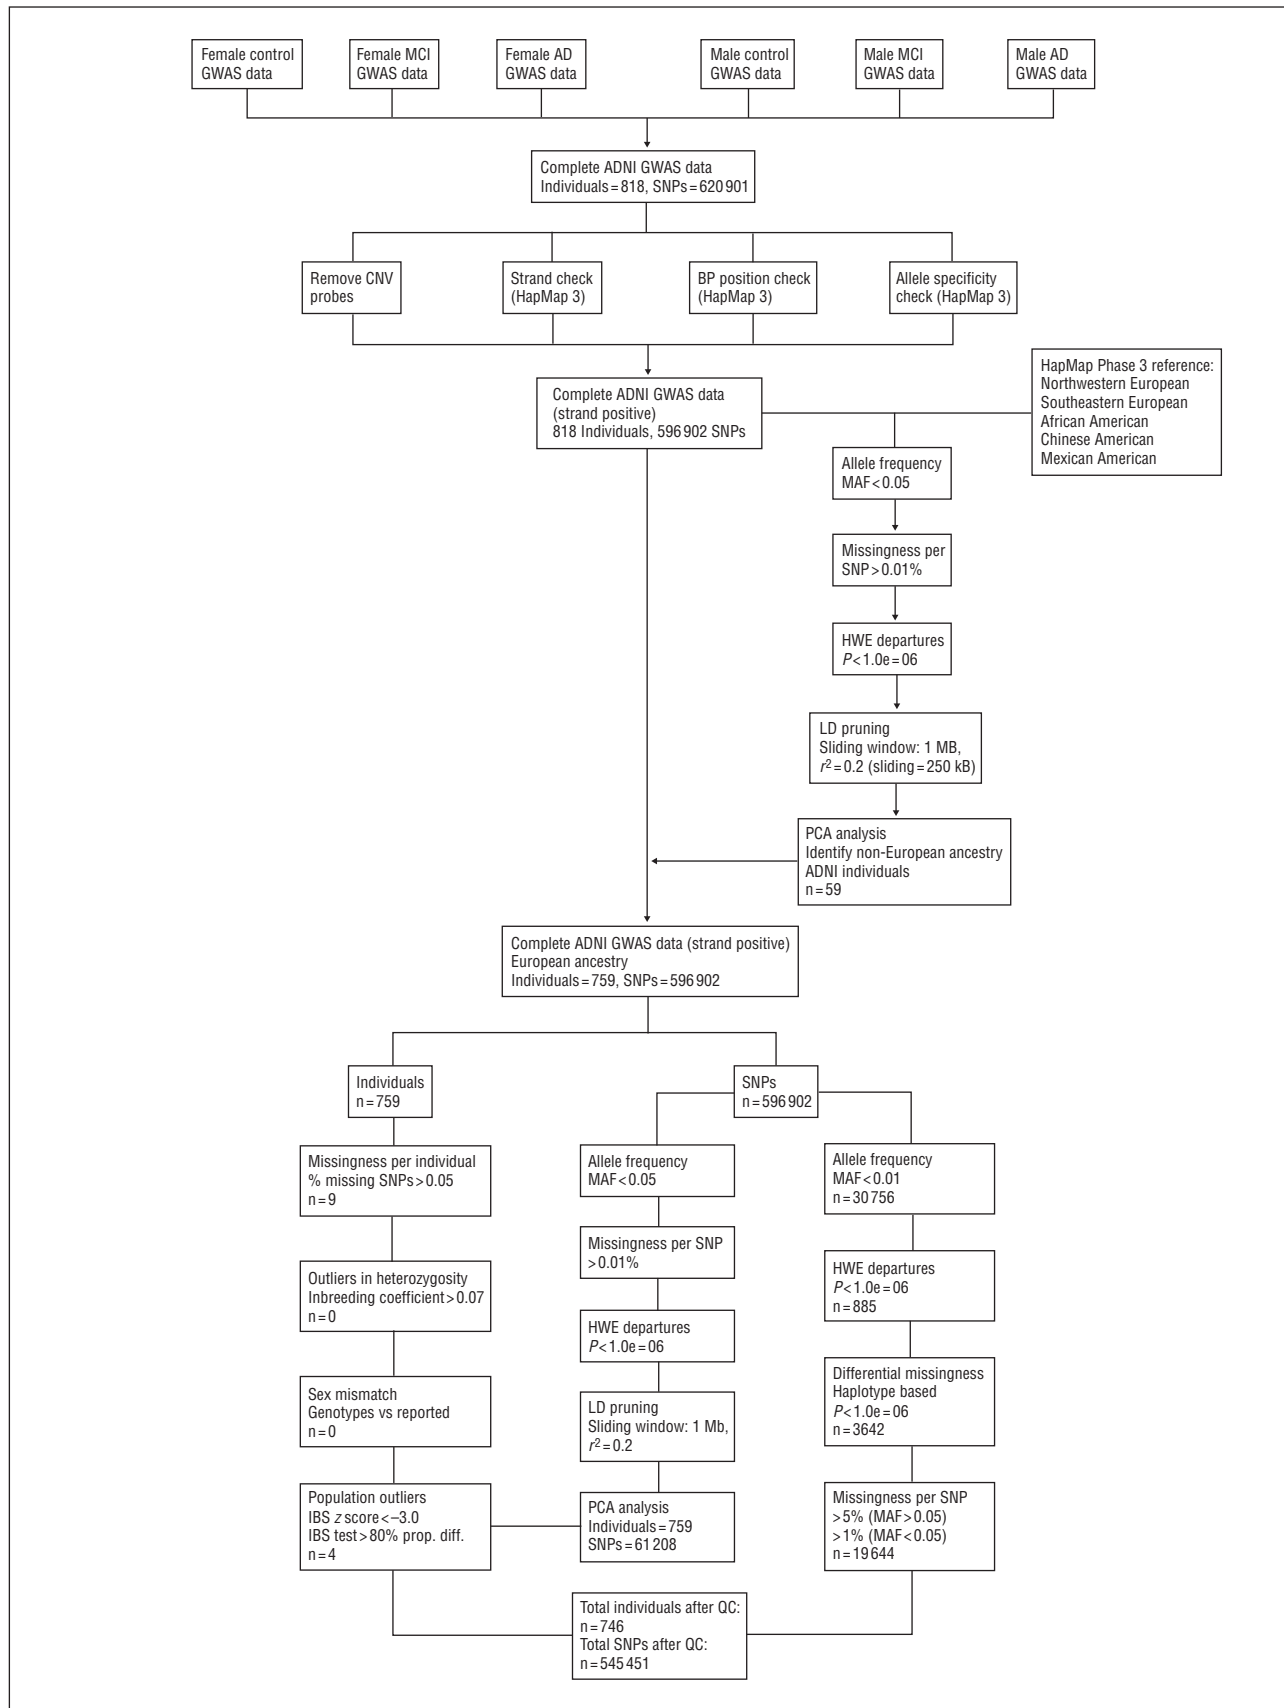 Female control
GWAS data
Female MCI
GWAS data
Female AD
GWAS data
Male control
GWAS data
Male MCI
GWAS data
Male AD
GWAS data
Complete ADNI GWAS data
Individuals = 818, SNPs = 620 901
Remove CNV
probes
Strand check
(HapMap 3)
BP position check
(HapMap 3)
Allele specificity
check (HapMap 3)
HapMap Phase 3 reference:
Northwestern European
Southeastern European
African American
Chinese American
Mexican American
Complete ADNI GWAS data
(strand positive)
818 Individuals, 596 902 SNPs
Allele frequency
MAF < 0.05
Missingness per
SNP > 0.01%
HWE departures
P < 1.0e = 06
LD pruning
Sliding window: 1 MB,
r² = 0.2 (sliding = 250 kB)
PCA analysis
Identify non-European ancestry
ADNI individuals
n = 59
Complete ADNI GWAS data (strand positive)
European ancestry
Individuals = 759, SNPs = 596 902
Individuals
n = 759
SNPs
n = 596 902
Missingness per individual
% missing SNPs > 0.05
n = 9
Outliers in heterozygosity
Inbreeding coefficient > 0.07
n = 0
Sex mismatch
Genotypes vs reported
n = 0
Population outliers
IBS z score < –3.0
IBS test > 80% prop. diff.
n = 4
Allele frequency
MAF < 0.05
Missingness per SNP
> 0.01%
HWE departures
P < 1.0e = 06
LD pruning
Sliding window: 1 Mb,
r² = 0.2
PCA analysis
Individuals = 759
SNPs = 61 208
Allele frequency
MAF < 0.01
n = 30 756
HWE departures
P < 1.0e = 06
n = 885
Differential missingness
Haplotype based
P < 1.0e = 06
n = 3642
Missingness per SNP
> 5% (MAF > 0.05)
> 1% (MAF < 0.05)
n = 19 644
Total individuals after QC:
n = 746
Total SNPs after QC:
n = 545 451